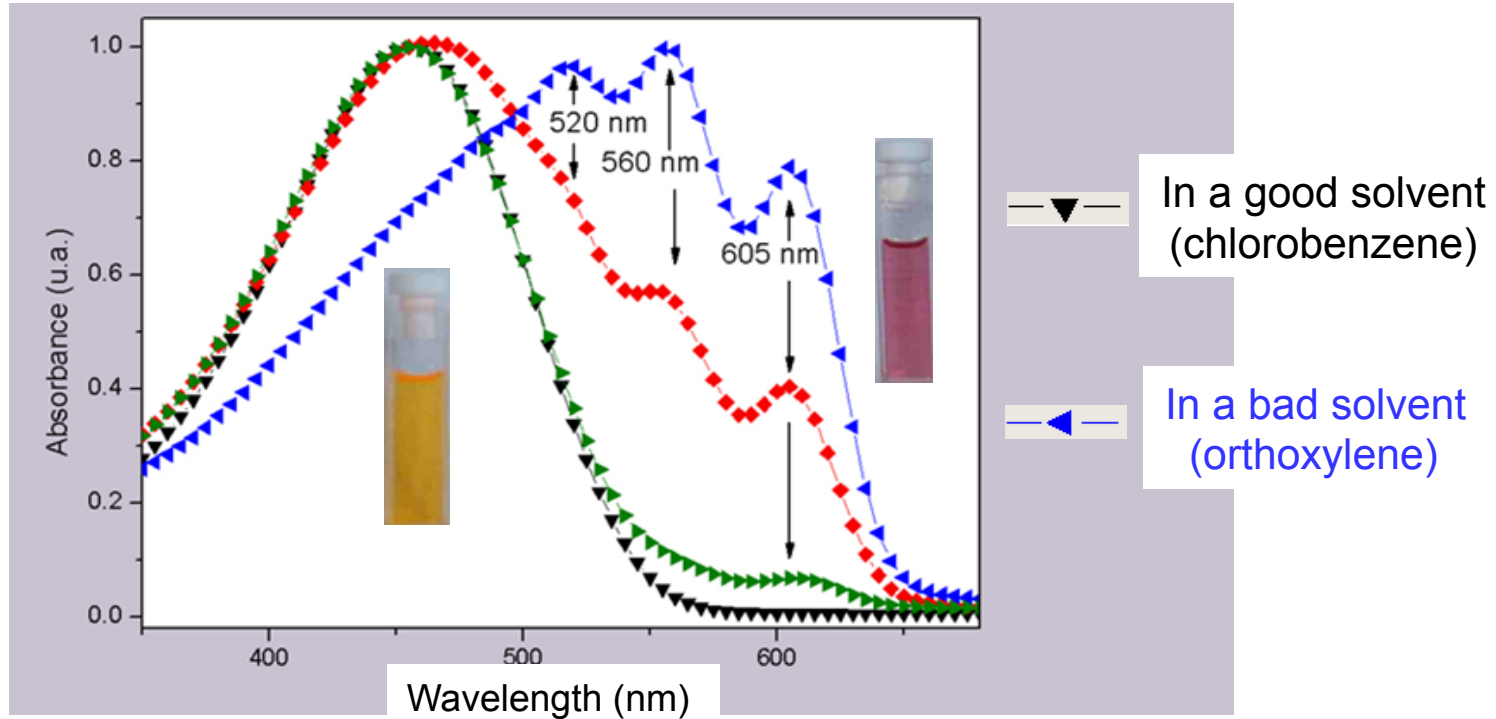 1.0
0.8
0.6
0.4
0.2
0.0
Absorbance (u.a.)
520 nm
560 nm
605 nm
400
500
600
Wavelength (nm)
In a good solvent
(chlorobenzene)
In a bad solvent
(orthoxylene)